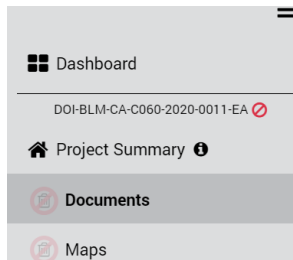 Dashboard
DOI-BLM-CA-C060-2020-0011-EA
Project Summary
Documents
Maps